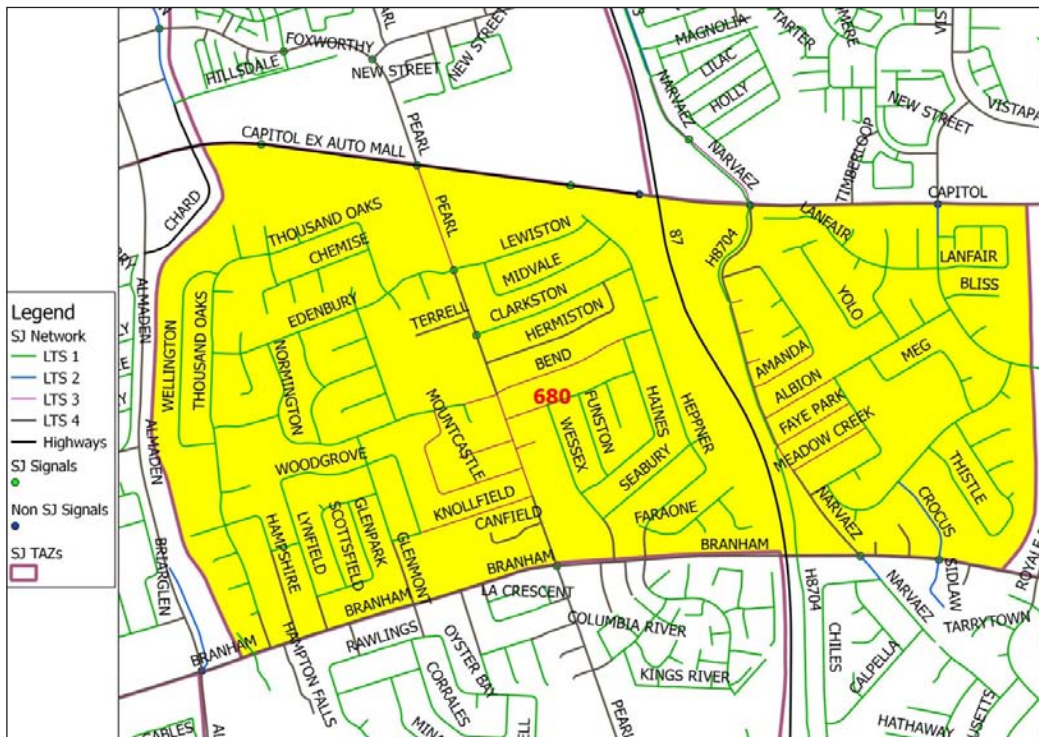 FOXWORTHY
HILLSDALE
NEW STREET
NEW STREET
MAGNOLIA
LILAC
HOLLY
NARVAEZ
NARVAEZ
TARTER
NEW STREET
VISTAPA
TIMBERLOOP
PEARL
CAPITOL EX AUTO MALL
CAPITOL
CHARD
THOUSAND OAKS
CHEMISE
PEARL
LEWISTON
MIDVALE
CLARKSTON
HERMISTON
87
H8704
LANFAIR
LANFAIR
BLISS
YOLO
ALMADEN
WELLINGTON
THOUSAND OAKS
EDENBURY
TERRELL
NORMINGTON
BEND
680
AMANDA
ALBION
MEG
FAYE PARK
MEADOW CREEK
MOUNTCASTLE
WESSEX
FUNSTON
HAINES
HEPPNER
SEABURY
ALMADEN
WOODGROVE
KNOLLFIELD
CANFIELD
FARAONE
THISTLE
CROCUS
NARVAEZ
HAMPSHIRE
LYNFIELD
SCOTTSFIELD
GLENPARK
GLENMONT
BRANHAM
BRANHAM
BRANHAM
BRANHAM
BRIARGLEN
LA CRESCENT
SIDLAW
ROYALE
NARVAEZ
H8704
TARRYTOWN
HAMPTON FALLS
RAWLINGS
OYSTER BAY
CORRALES
COLUMBIA RIVER
KINGS RIVER
CHILES
CALPELLA
HATHAWAY
PEARL
Legend
SJ Network
LTS 1
LTS 2
LTS 3
LTS 4
Highways
SJ Signals
Non SJ Signals
SJ TAZs